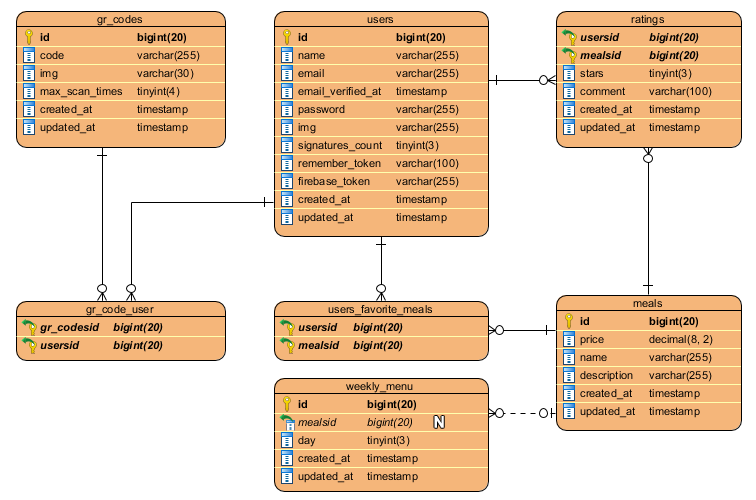 gr_codes
id bigint(20)
code varchar(255)
img varchar(30)
max_scan_times tinyint(4)
created_at timestamp
updated_at timestamp
users
id bigint(20)
name varchar(255)
email varchar(255)
email_verified_at timestamp
password varchar(255)
img varchar(255)
signatures_count tinyint(3)
remember_token varchar(100)
firebase_token varchar(255)
created_at timestamp
updated_at timestamp
ratings
usersid bigint(20)
mealsid bigint(20)
stars tinyint(3)
comment varchar(100)
created_at timestamp
updated_at timestamp
gr_code_user
gr_codesid bigint(20)
usersid bigint(20)
users_favorite_meals
usersid bigint(20)
mealsid bigint(20)
meals
id bigint(20)
price decimal(8, 2)
name varchar(255)
description varchar(255)
created_at timestamp
updated_at timestamp
weekly_menu
id bigint(20)
mealsid bigint(20) N
day tinyint(3)
created_at timestamp
updated_at timestamp